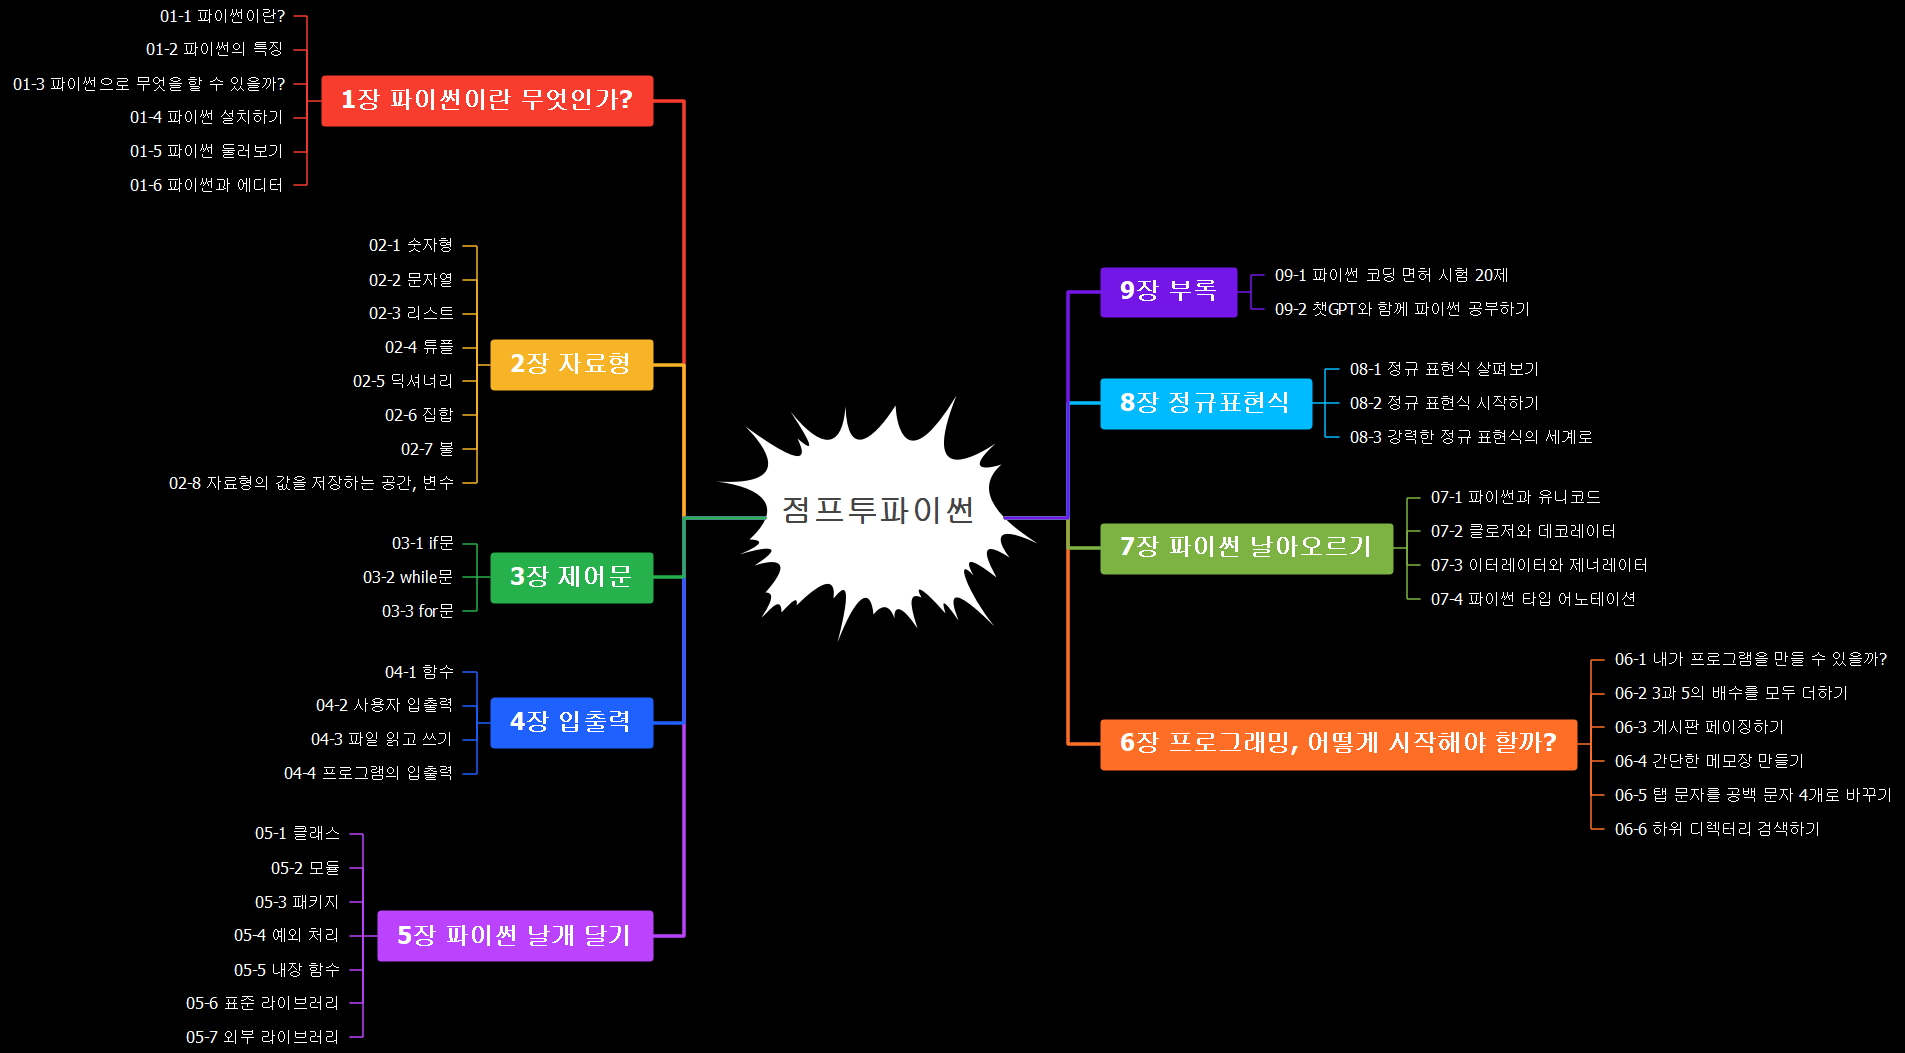 점프투파이썬
1장 파이썬이란 무엇인가?
01-1 파이썬이란?
01-2 파이썬의 특징
01-3 파이썬으로 무엇을 할 수 있을까?
01-4 파이썬 설치하기
01-5 파이썬 둘러보기
01-6 파이썬과 에디터
2장 자료형
02-1 숫자형
02-2 문자열
02-3 리스트
02-4 튜플
02-5 딕셔너리
02-6 집합
02-7 불
02-8 자료형의 값을 저장하는 공간, 변수
3장 제어문
03-1 if문
03-2 while문
03-3 for문
4장 입출력
04-1 함수
04-2 사용자 입출력
04-3 파일 읽고 쓰기
04-4 프로그램의 입출력
5장 파이썬 날개 달기
05-1 클래스
05-2 모듈
05-3 패키지
05-4 예외 처리
05-5 내장 함수
05-6 표준 라이브러리
05-7 외부 라이브러리
9장 부록
09-1 파이썬 코딩 면허 시험 20제
09-2 챗GPT와 함께 파이썬 공부하기
8장 정규표현식
08-1 정규 표현식 살펴보기
08-2 정규 표현식 시작하기
08-3 강력한 정규 표현식의 세계로
7장 파이썬 날아오르기
07-1 파이썬과 유니코드
07-2 클로저와 데코레이터
07-3 이터레이터와 제너레이터
07-4 파이썬 타입 어노테이션
6장 프로그래밍, 어떻게 시작해야 할까?
06-1 내가 프로그램을 만들 수 있을까?
06-2 3과 5의 배수를 모두 더하기
06-3 게시판 페이징하기
06-4 간단한 메모장 만들기
06-5 탭 문자를 공백 문자 4개로 바꾸기
06-6 하위 디렉터리 검색하기